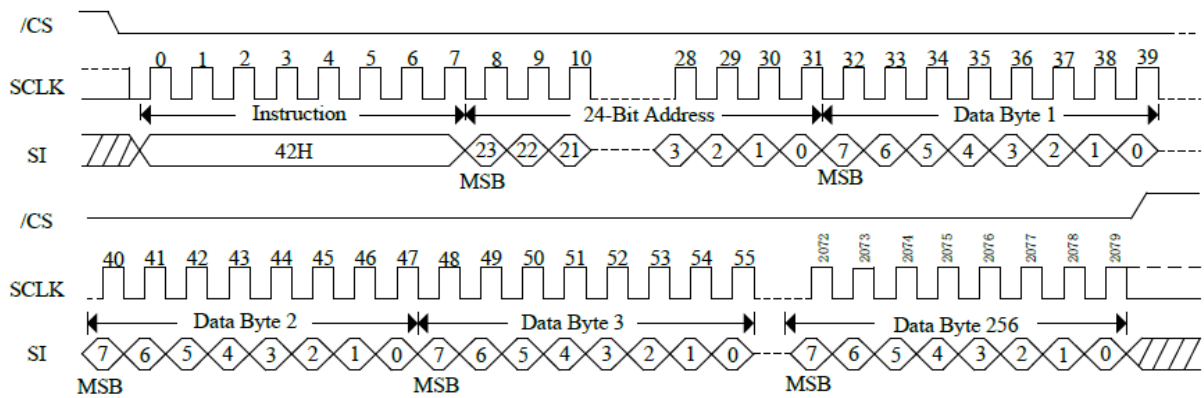 /CS
0 1 2 3 4 5 6 7 8 9 10 28 29 30 31 32 33 34 35 36 37 38 39
SCLK
Instruction 24-Bit Address Data Byte 1
SI 42H 23 22 21 3 2 1 0 7 6 5 4 3 2 1 0
MSB MSB
/CS
40 41 42 43 44 45 46 47 48 49 50 51 52 53 54 55 2072 2073 2074 2075 2076 2077 2078 2079
SCLK
Data Byte 2 Data Byte 3 Data Byte 256
SI 7 6 5 4 3 2 1 0 7 6 5 4 3 2 1 0 7 6 5 4 3 2 1 0
MSB MSB MSB